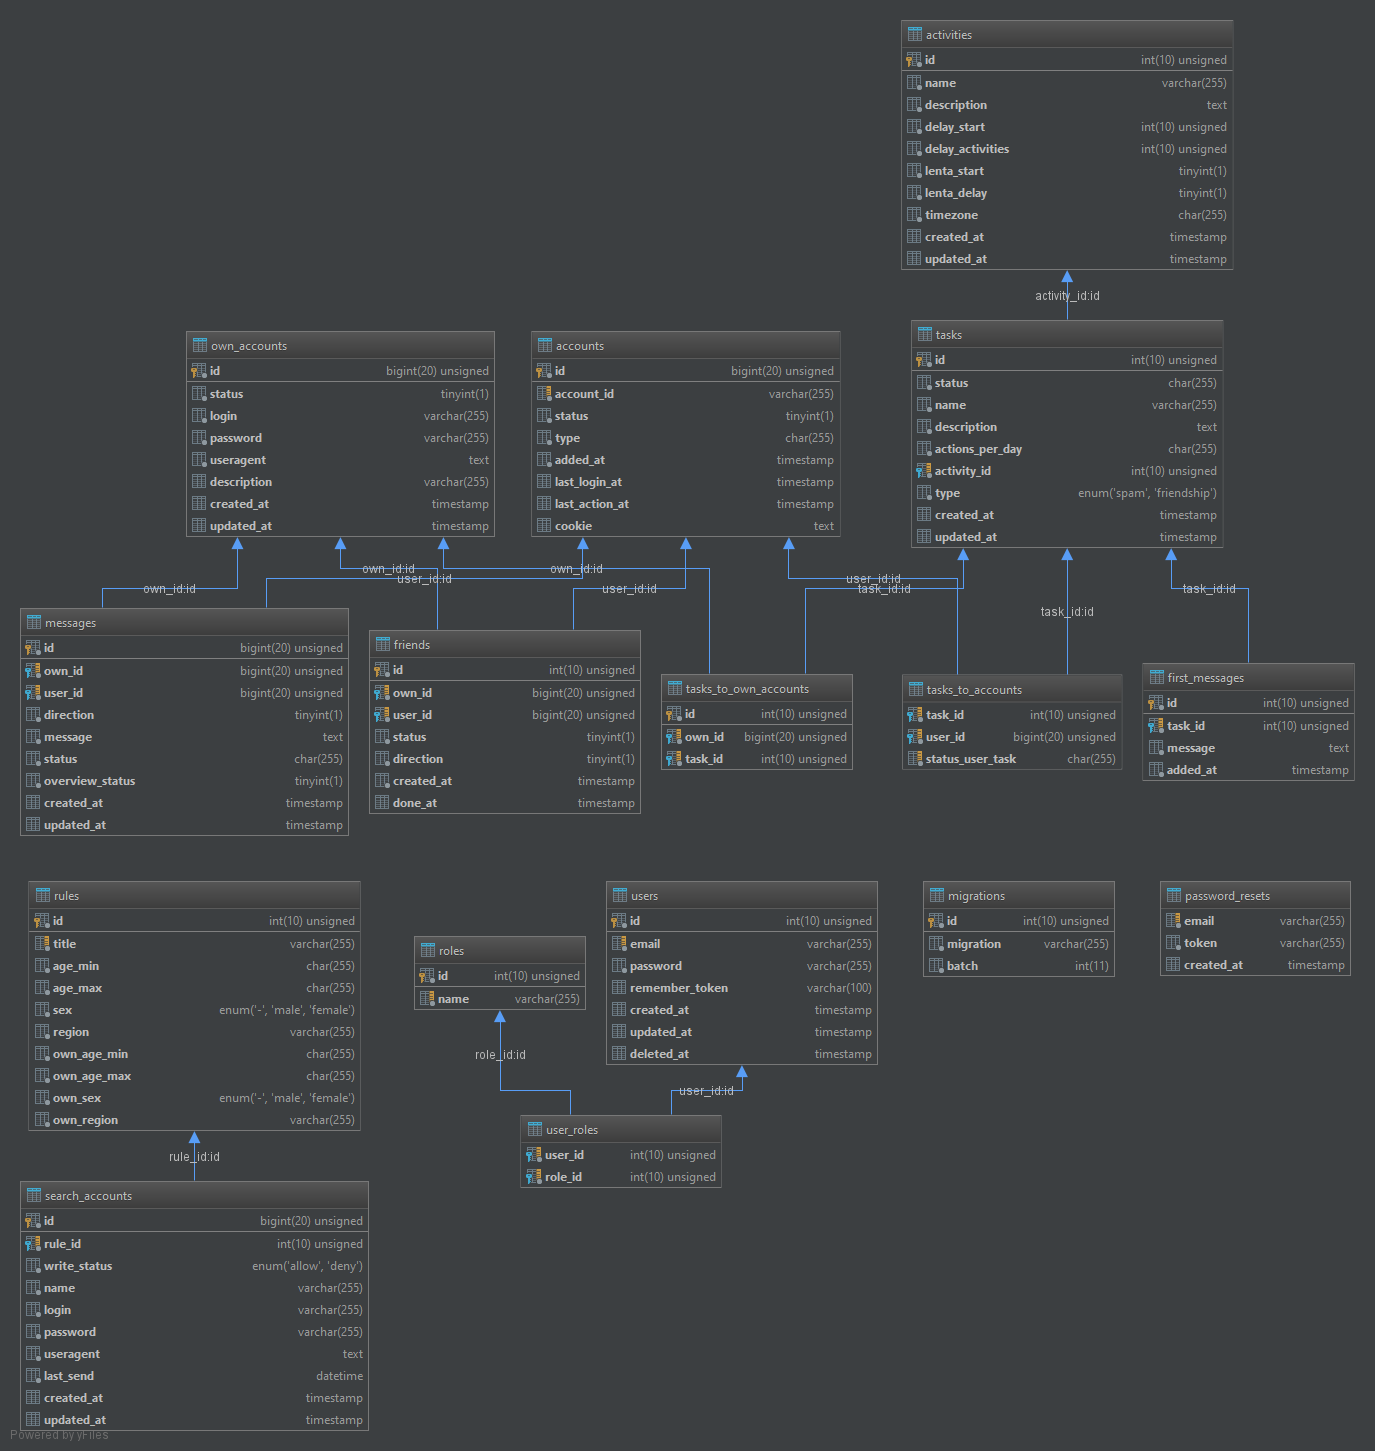 activities
id int(10) unsigned
name varchar(255)
description text
delay_start int(10) unsigned
delay_activities int(10) unsigned
lenta_start tinyint(1)
lenta_delay tinyint(1)
timezone char(255)
created_at timestamp
updated_at timestamp
activity_id:id
own_accounts
id bigint(20) unsigned
status tinyint(1)
login varchar(255)
password varchar(255)
useragent text
description varchar(255)
created_at timestamp
updated_at timestamp
accounts
id bigint(20) unsigned
account_id varchar(255)
status tinyint(1)
type char(255)
added_at timestamp
last_login_at timestamp
last_action_at timestamp
cookie text
tasks
id int(10) unsigned
status char(255)
name varchar(255)
description text
actions_per_day char(255)
activity_id int(10) unsigned
type enum('spam', 'friendship')
created_at timestamp
updated_at timestamp
own_id:id
own_id:id
user_id:id
own_id:id
user_id:id
user_id:id
task_id:id
task_id:id
task_id:id
messages
id bigint(20) unsigned
own_id bigint(20) unsigned
user_id bigint(20) unsigned
direction tinyint(1)
message text
status char(255)
overview_status tinyint(1)
created_at timestamp
updated_at timestamp
friends
id int(10) unsigned
own_id bigint(20) unsigned
user_id bigint(20) unsigned
status tinyint(1)
direction tinyint(1)
created_at timestamp
done_at timestamp
tasks_to_own_accounts
id int(10) unsigned
own_id bigint(20) unsigned
task_id int(10) unsigned
tasks_to_accounts
task_id int(10) unsigned
user_id bigint(20) unsigned
status_user_task char(255)
first_messages
id int(10) unsigned
task_id int(10) unsigned
message text
added_at timestamp
rules
id int(10) unsigned
title varchar(255)
age_min char(255)
age_max char(255)
sex enum('-', 'male', 'female')
region varchar(255)
own_age_min char(255)
own_age_max char(255)
own_sex enum('-', 'male', 'female')
own_region varchar(255)
roles
id int(10) unsigned
name varchar(255)
users
id int(10) unsigned
email varchar(255)
password varchar(255)
remember_token varchar(100)
created_at timestamp
updated_at timestamp
deleted_at timestamp
migrations
id int(10) unsigned
migration varchar(255)
batch int(11)
password_resets
email varchar(255)
token varchar(255)
created_at timestamp
role_id:id
user_id:id
user_roles
user_id int(10) unsigned
role_id int(10) unsigned
rule_id:id
search_accounts
id bigint(20) unsigned
rule_id int(10) unsigned
write_status enum('allow', 'deny')
name varchar(255)
login varchar(255)
password varchar(255)
useragent text
last_send datetime
created_at timestamp
updated_at timestamp
Powered by yFiles